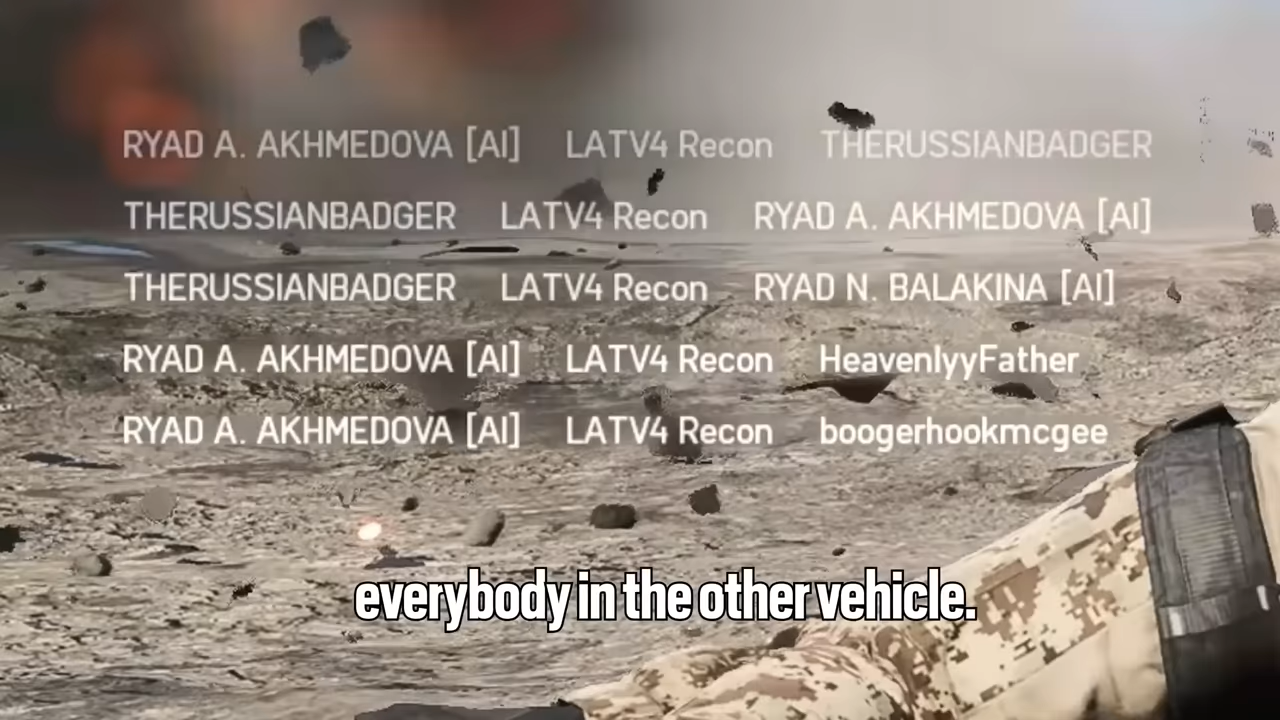 RYAD A. AKHMEDOVA [AI] LATV4 Recon THERUSSIANBADGER
THERUSSIANBADGER LATV4 Recon RYAD A. AKHMEDOVA [AI]
THERUSSIANBADGER LATV4 Recon RYAD N. BALAKINA [AI]
RYAD A. AKHMEDOVA [AI] LATV4 Recon HeavenlyyFather
RYAD A. AKHMEDOVA [AI] LATV4 Recon boogerhookmcgee
everybody in the other vehicle.